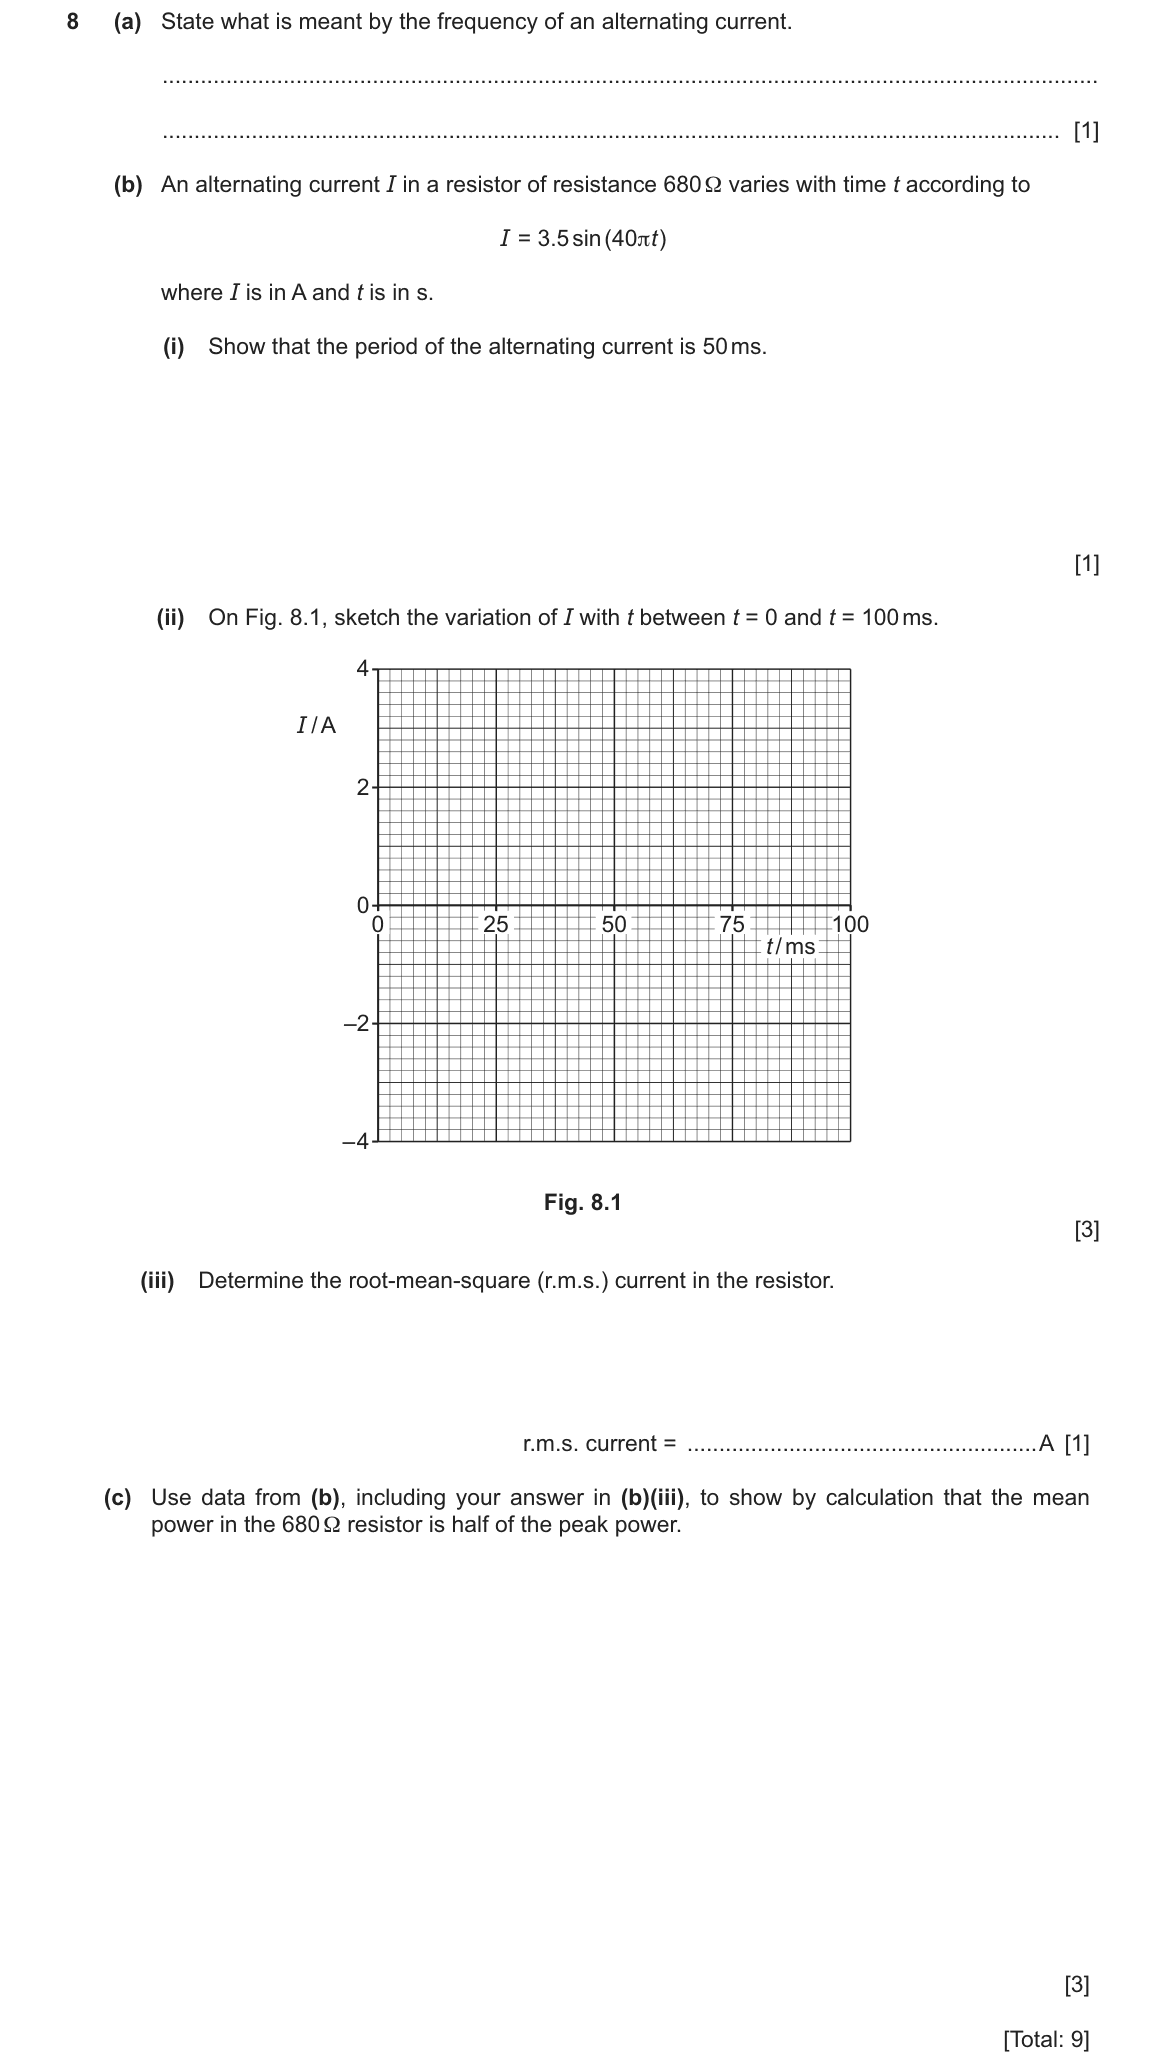 8 (a) State what is meant by the frequency of an alternating current.
..........................................................................................................................................................
.................................................................................................................................................... [1]
(b) An alternating current I in a resistor of resistance 680 Ω varies with time t according to
I = 3.5 sin (40πt)
where I is in A and t is in s.
(i) Show that the period of the alternating current is 50 ms.
[1]
(ii) On Fig. 8.1, sketch the variation of I with t between t = 0 and t = 100 ms.
4
I / A
2
0
0 25 50 75 100
t / ms
–2
–4
Fig. 8.1
[3]
(iii) Determine the root-mean-square (r.m.s.) current in the resistor.
r.m.s. current = ....................................................... A [1]
(c) Use data from (b), including your answer in (b)(iii), to show by calculation that the mean
power in the 680 Ω resistor is half of the peak power.
[3]
[Total: 9]